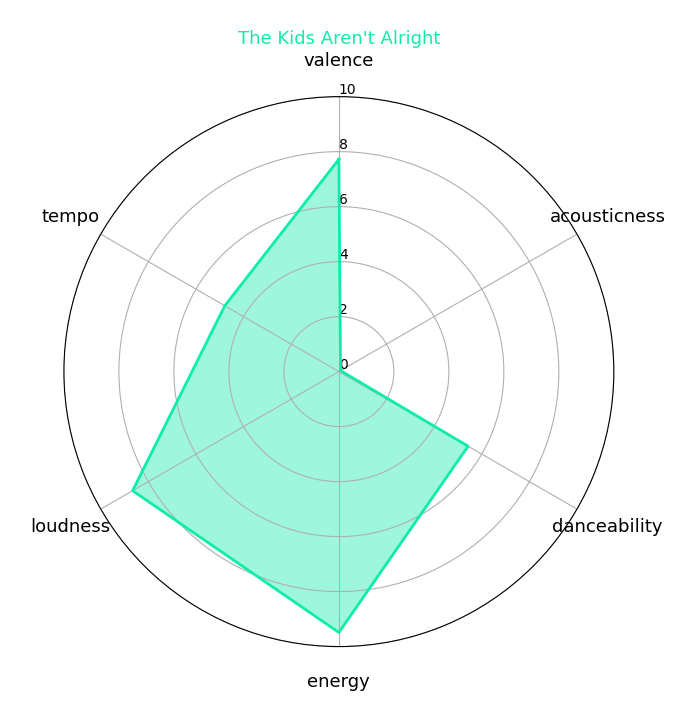 The Kids Aren't Alright
valence
10
8
tempo
acousticness
6
4
2
0
loudness
danceability
energy